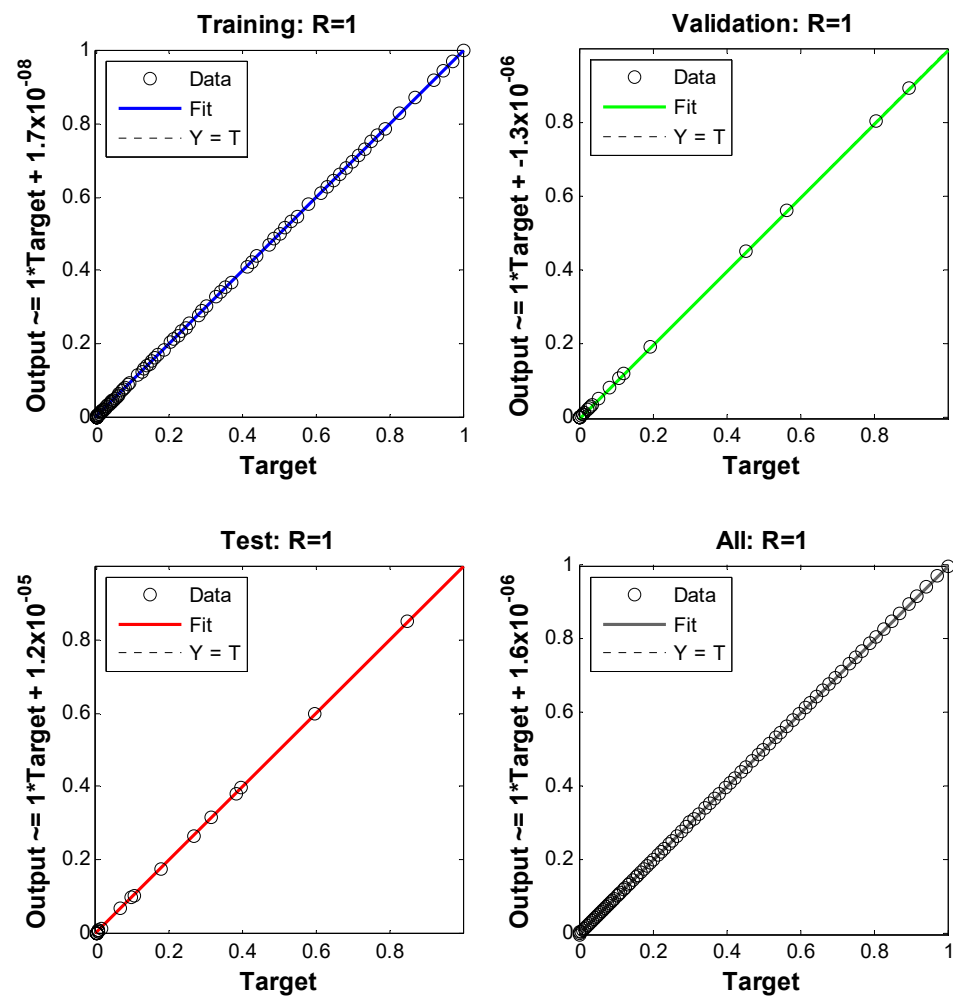 Training: R=1
Output ~= 1*Target + 1.7x10-08
Data
Fit
Y = T
1
0.8
0.6
0.4
0.2
0
0 0.2 0.4 0.6 0.8 1
Target
Validation: R=1
Output ~= 1*Target + -1.3x10-06
Data
Fit
Y = T
0.8
0.6
0.4
0.2
0
0 0.2 0.4 0.6 0.8
Target
Test: R=1
Output ~= 1*Target + 1.2x10-05
Data
Fit
Y = T
0.8
0.6
0.4
0.2
0
0 0.2 0.4 0.6 0.8
Target
All: R=1
Output ~= 1*Target + 1.6x10-06
Data
Fit
Y = T
1
0.8
0.6
0.4
0.2
0
0 0.2 0.4 0.6 0.8 1
Target